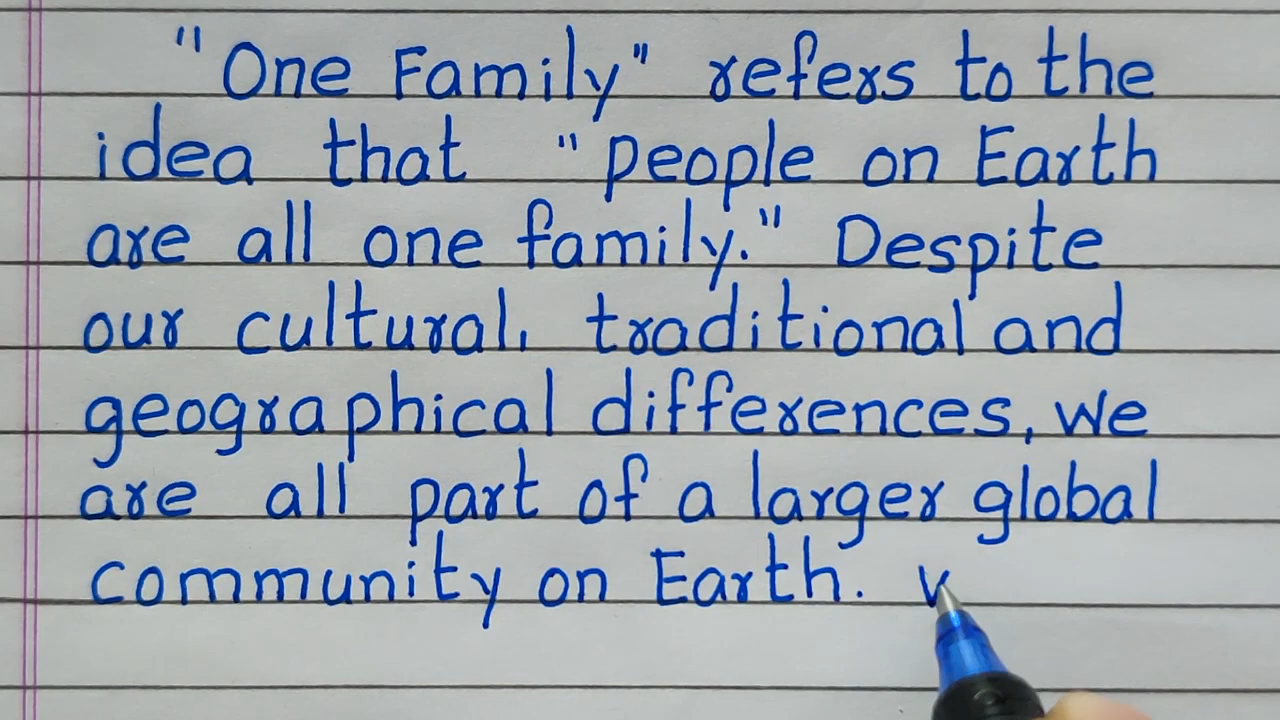 "One Family" refers to the
idea that "people on Earth
are all one family." Despite
our cultural, traditional and
geographical differences, we
are all part of a larger global
community on Earth.